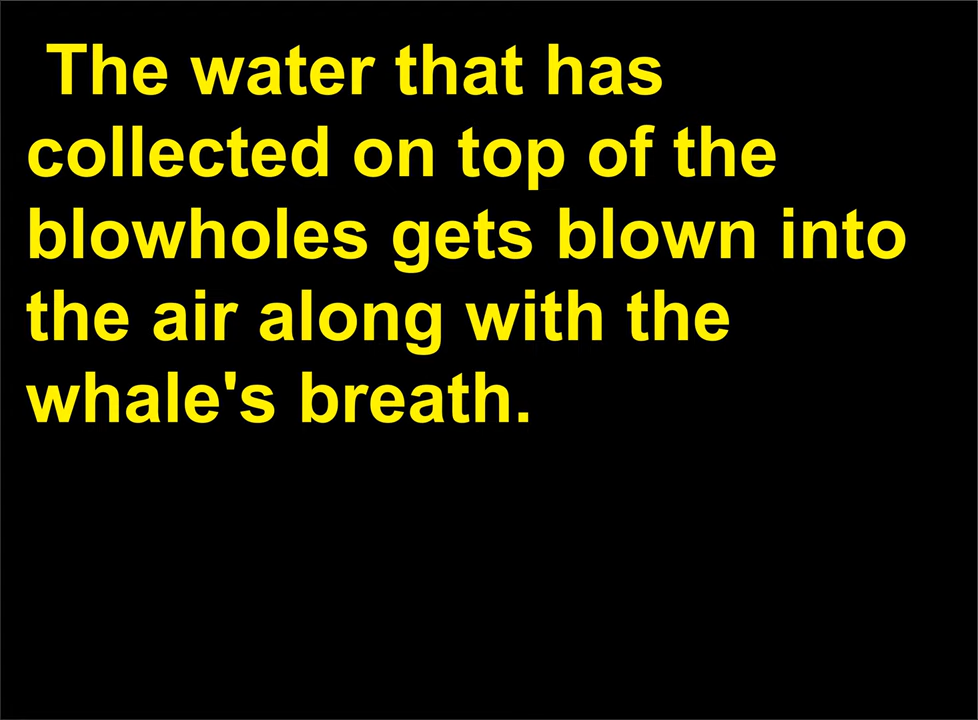 The water that has
collected on top of the
blowholes gets blown into
the air along with the
whale's breath.